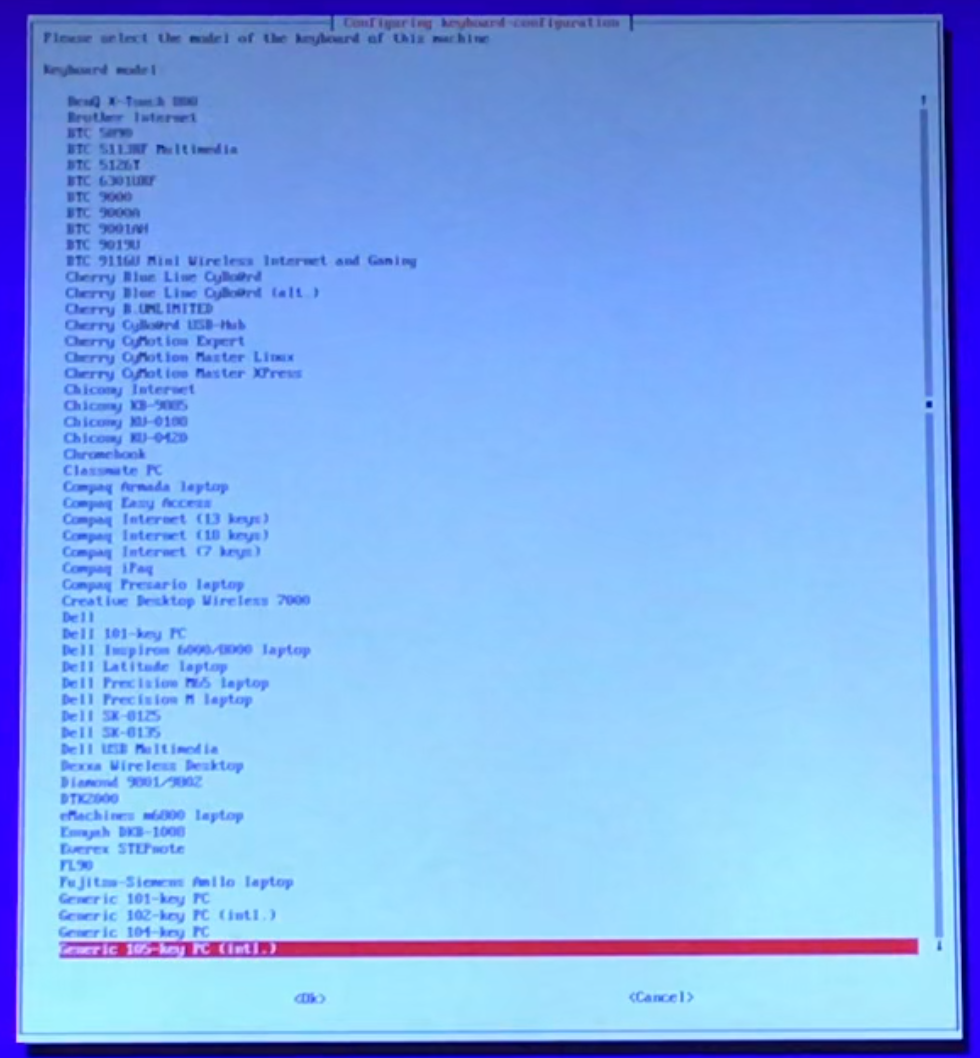 Configuring keyboard-configuration
Please select the model of the keyboard of this machine
Keyboard model:
BenQ X-Touch 800
Brother Internet
BTC 5090
BTC 5113RF Multimedia
BTC 5126T
BTC 6301URF
BTC 9000
BTC 9000A
BTC 9001AH
BTC 9019U
BTC 9116U Mini Wireless Internet and Gaming
Cherry Blue Line CyBo@rd
Cherry Blue Line CyBo@rd (alt.)
Cherry B.UNLIMITED
Cherry CyBo@rd USB-Hub
Cherry CyMotion Expert
Cherry CyMotion Master Linux
Cherry CyMotion Master XPress
Chicony Internet
Chicony KB-9885
Chicony KU-0108
Chicony KU-0420
Chromebook
Classmate PC
Compaq Armada laptop
Compaq Easy Access
Compaq Internet (13 keys)
Compaq Internet (18 keys)
Compaq Internet (7 keys)
Compaq iPaq
Compaq Presario laptop
Creative Desktop Wireless 7000
Dell
Dell 101-key PC
Dell Inspiron 6000/8000 laptop
Dell Latitude laptop
Dell Precision M65 laptop
Dell Precision M laptop
Dell SK-8125
Dell SK-8135
Dell USB Multimedia
Dexxa Wireless Desktop
Diamond 9801/9802
DTK2000
eMachines m6800 laptop
Ennyah DKB-1008
Everex STEPnote
FL90
Fujitsu-Siemens Amilo laptop
Generic 101-key PC
Generic 102-key PC (intl.)
Generic 104-key PC
Generic 105-key PC (intl.)
<Ok> <Cancel>